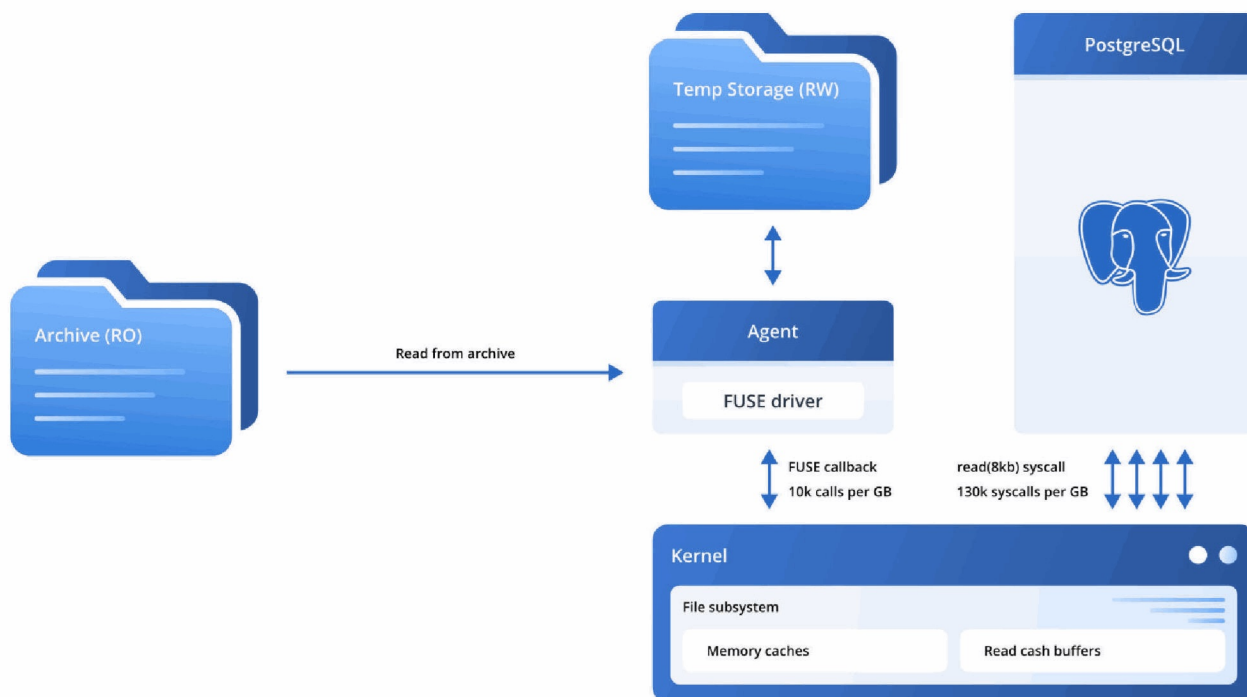 Temp Storage (RW)
PostgreSQL
Archive (RO)
Read from archive
Agent
FUSE driver
FUSE callback
10k calls per GB
read(8kb) syscall
130k syscalls per GB
Kernel
File subsystem
Memory caches
Read cash buffers